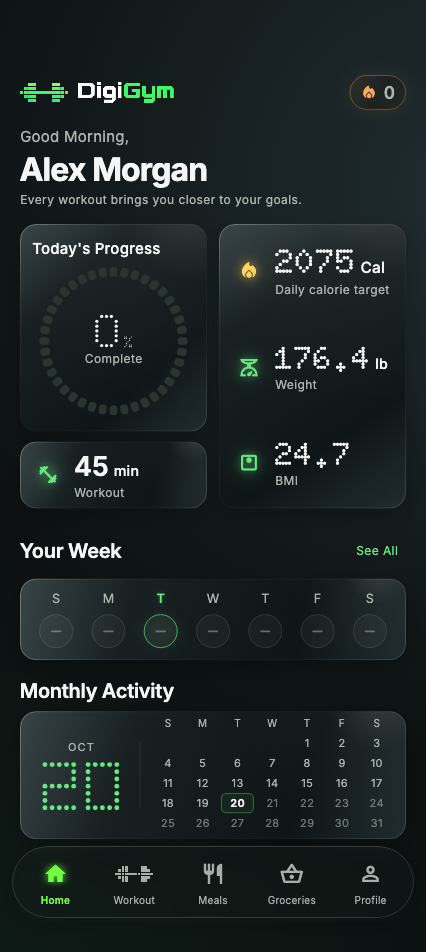 DigiGym
0
Good Morning,
Alex Morgan
Every workout brings you closer to your goals.
Today's Progress
0%
Complete
45 min
Workout
2075 Cal
Daily calorie target
176.4 lb
Weight
24.7
BMI
Your Week
See All
S M T W T F S
– – – – – – –
Monthly Activity
OCT
20
S M T W T F S
1 2 3
4 5 6 7 8 9 10
11 12 13 14 15 16 17
18 19 20 21 22 23 24
25 26 27 28 29 30 31
Home Workout Meals Groceries Profile